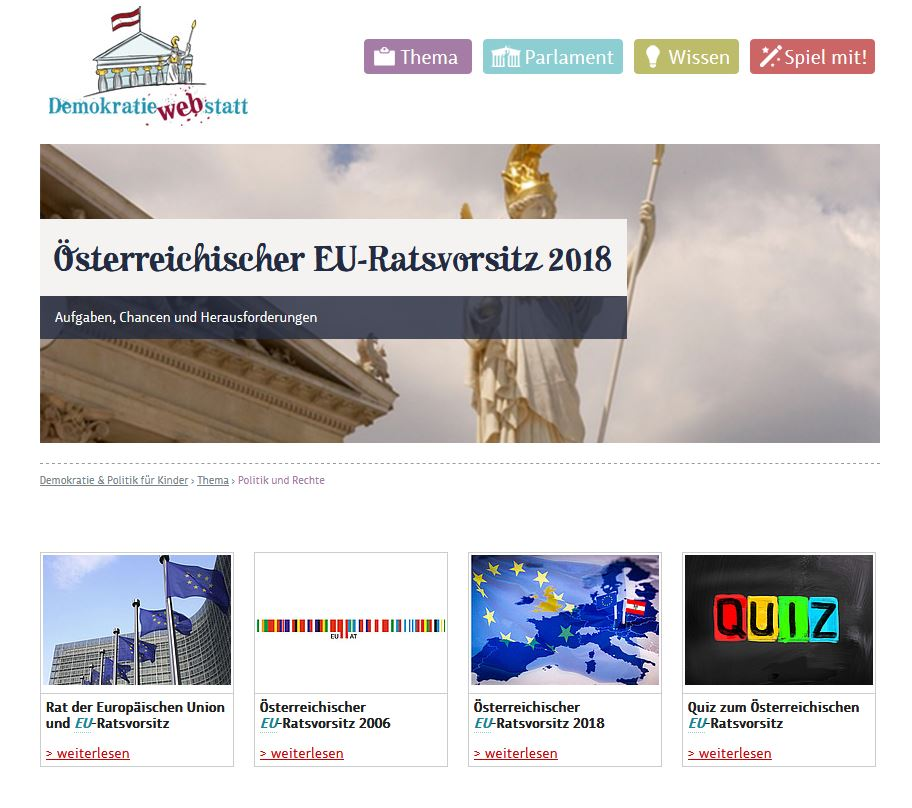 Demokratiewebstatt
Thema
Parlament
Wissen
Spiel mit!
Österreichischer EU-Ratsvorsitz 2018
Aufgaben, Chancen und Herausforderungen
Demokratie & Politik für Kinder › Thema › Politik und Rechte
EU AT
QUIZ
Rat der Europäischen Union
und EU-Ratsvorsitz
> weiterlesen
Österreichischer
EU-Ratsvorsitz 2006
> weiterlesen
Österreichischer
EU-Ratsvorsitz 2018
> weiterlesen
Quiz zum Österreichischen
EU-Ratsvorsitz
> weiterlesen